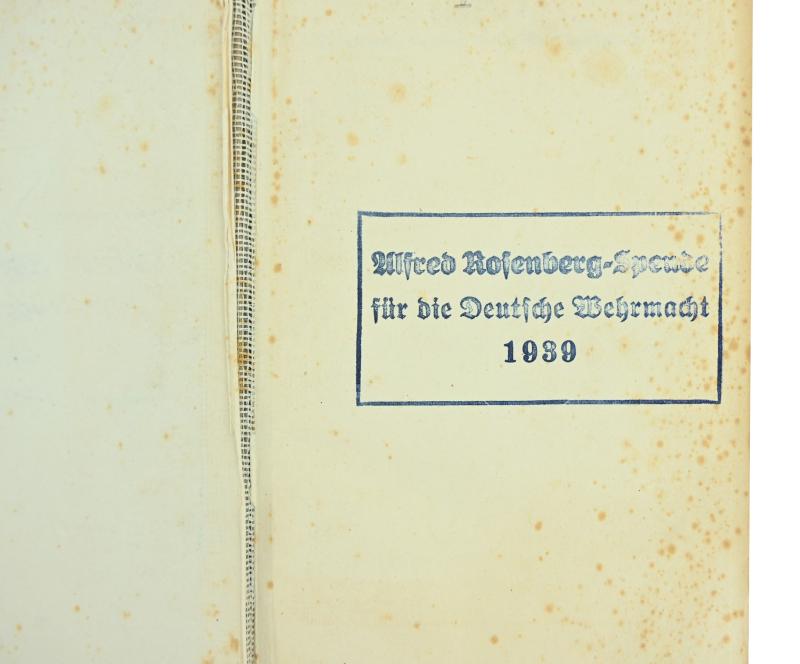 Alfred Rosenberg-Spende
für die Deutsche Wehrmacht
1939